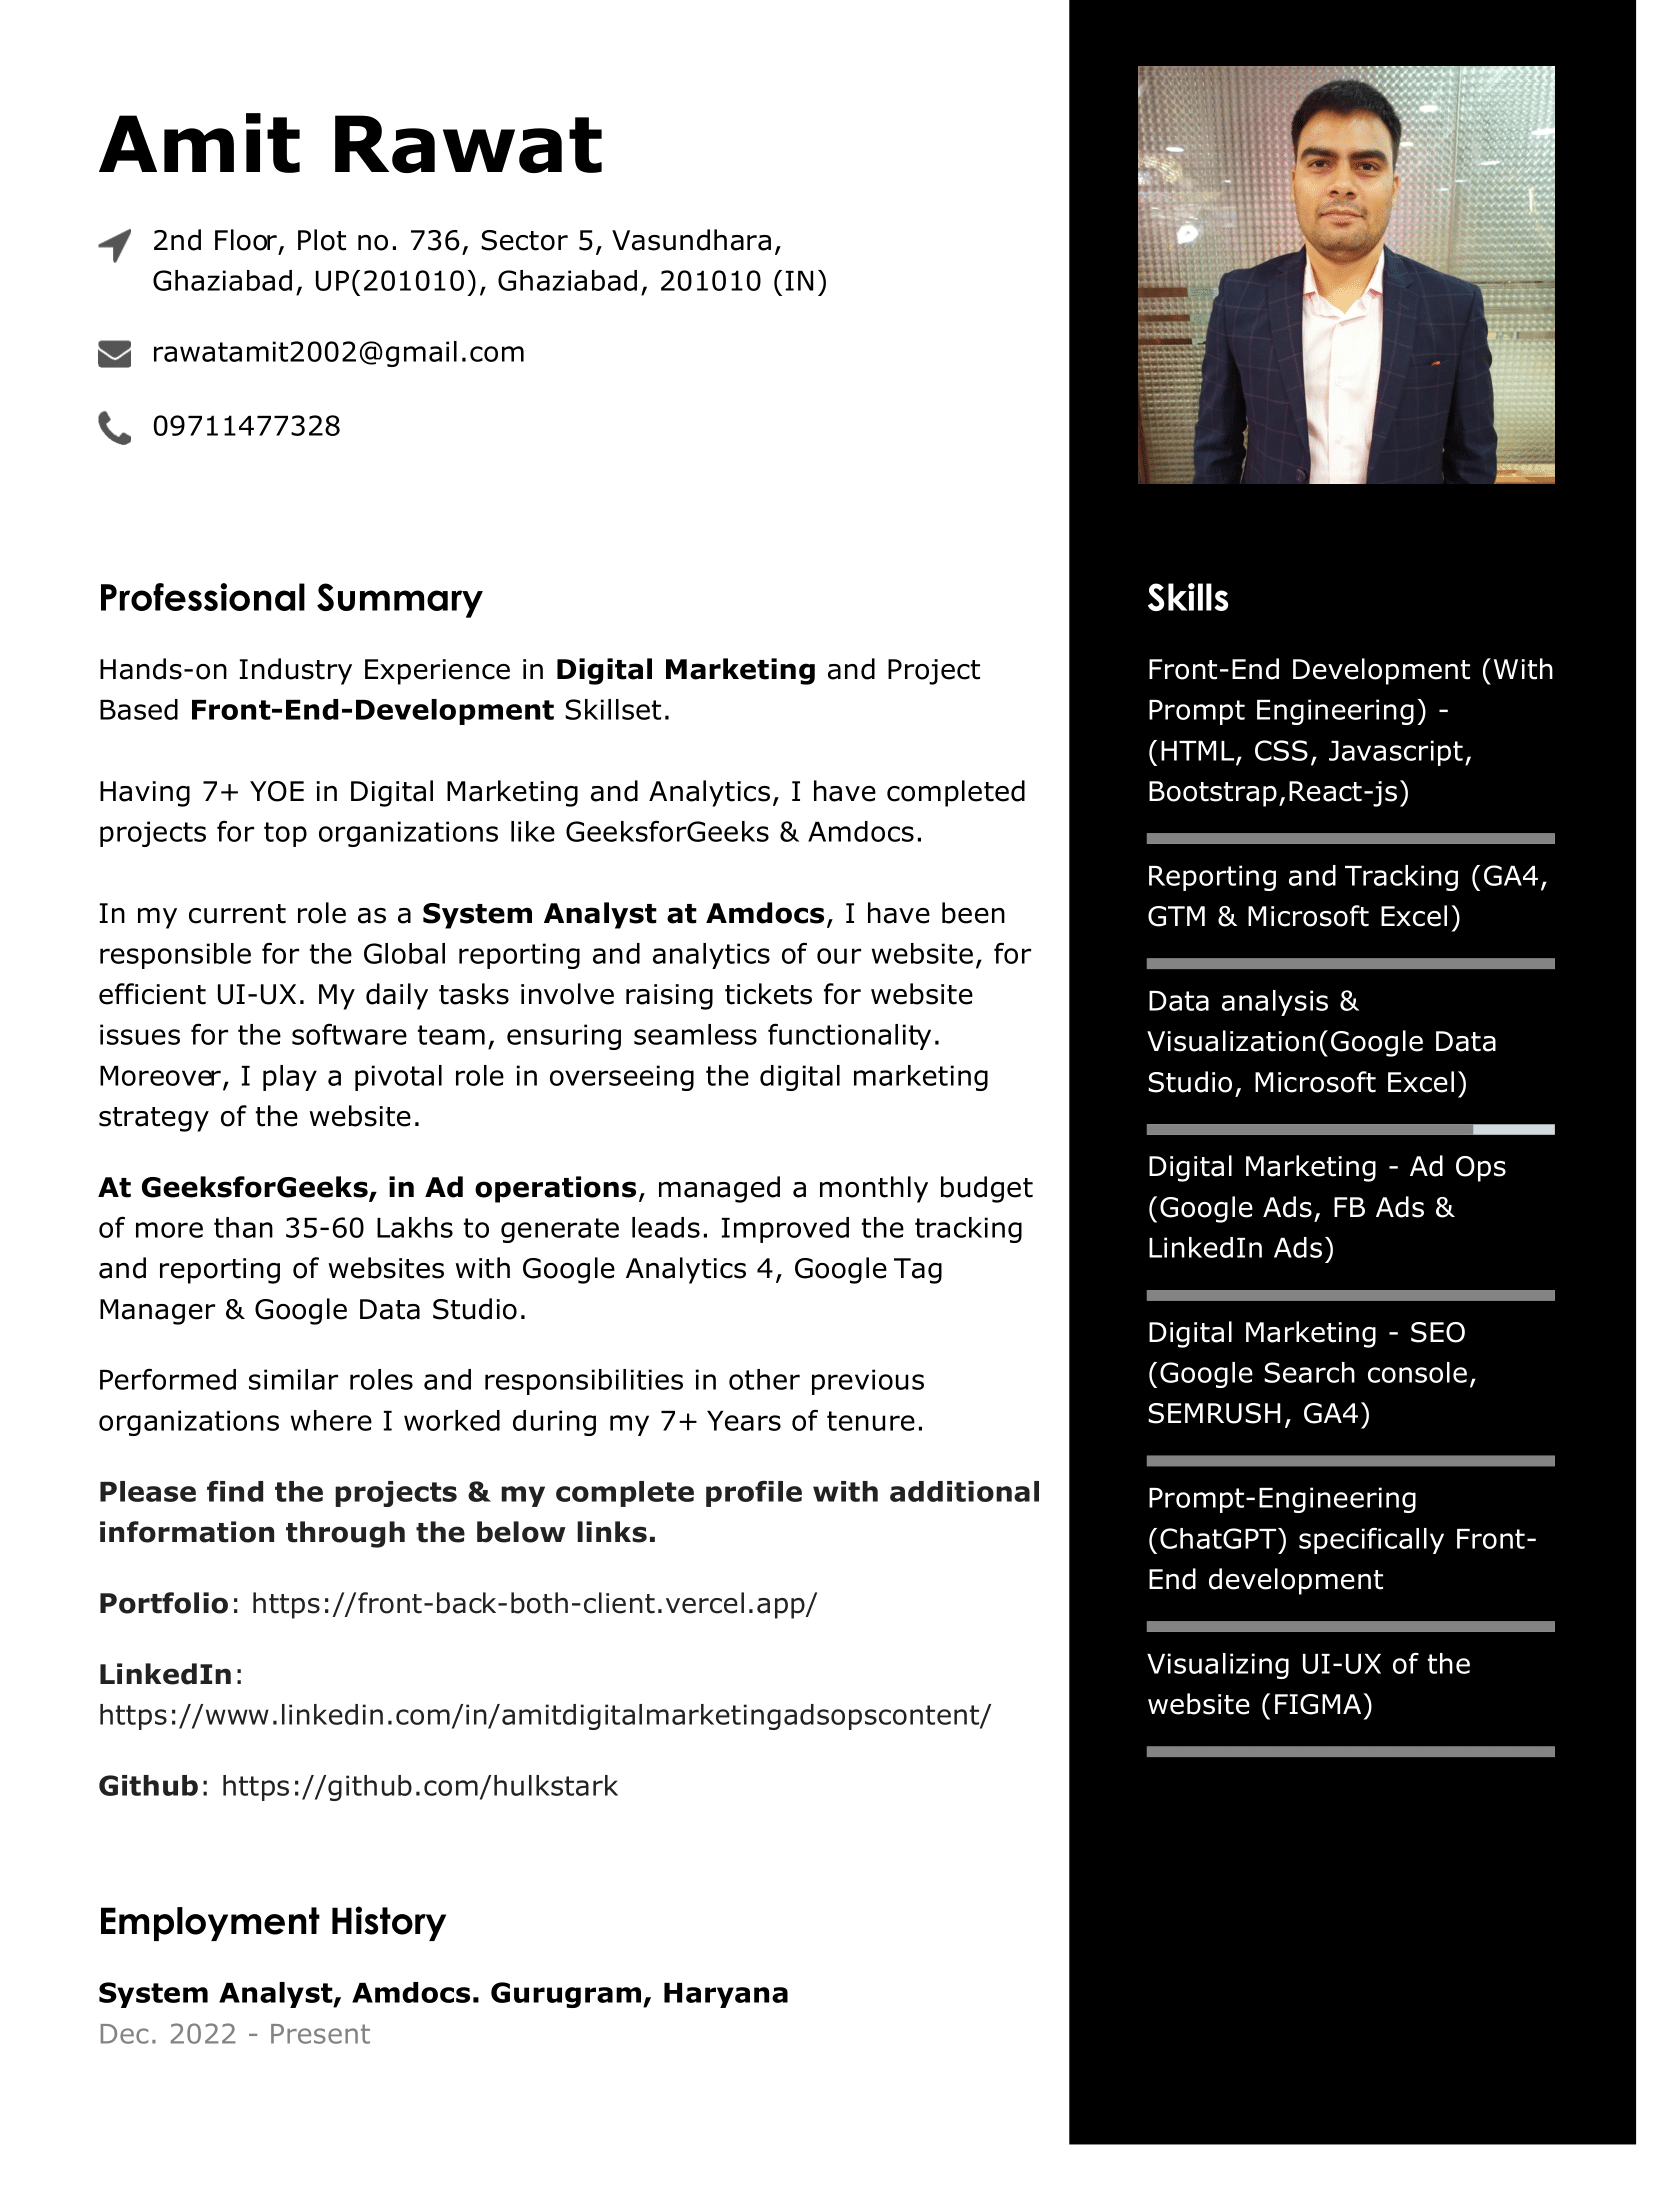 Amit Rawat
2nd Floor, Plot no. 736, Sector 5, Vasundhara,
Ghaziabad, UP(201010), Ghaziabad, 201010 (IN)
rawatamit2002@gmail.com
09711477328
Professional Summary
Hands-on Industry Experience in Digital Marketing and Project
Based Front-End-Development Skillset.
Having 7+ YOE in Digital Marketing and Analytics, I have completed
projects for top organizations like GeeksforGeeks & Amdocs.
In my current role as a System Analyst at Amdocs, I have been
responsible for the Global reporting and analytics of our website, for
efficient UI-UX. My daily tasks involve raising tickets for website
issues for the software team, ensuring seamless functionality.
Moreover, I play a pivotal role in overseeing the digital marketing
strategy of the website.
At GeeksforGeeks, in Ad operations, managed a monthly budget
of more than 35-60 Lakhs to generate leads. Improved the tracking
and reporting of websites with Google Analytics 4, Google Tag
Manager & Google Data Studio.
Performed similar roles and responsibilities in other previous
organizations where I worked during my 7+ Years of tenure.
Please find the projects & my complete profile with additional
information through the below links.
Portfolio: https://front-back-both-client.vercel.app/
LinkedIn:
https://www.linkedin.com/in/amitdigitalmarketingadsopscontent/
Github: https://github.com/hulkstark
Employment History
System Analyst, Amdocs. Gurugram, Haryana
Dec. 2022 - Present
Skills
Front-End Development (With
Prompt Engineering) -
(HTML, CSS, Javascript,
Bootstrap,React-js)
Reporting and Tracking (GA4,
GTM & Microsoft Excel)
Data analysis &
Visualization(Google Data
Studio, Microsoft Excel)
Digital Marketing - Ad Ops
(Google Ads, FB Ads &
LinkedIn Ads)
Digital Marketing - SEO
(Google Search console,
SEMRUSH, GA4)
Prompt-Engineering
(ChatGPT) specifically Front-
End development
Visualizing UI-UX of the
website (FIGMA)